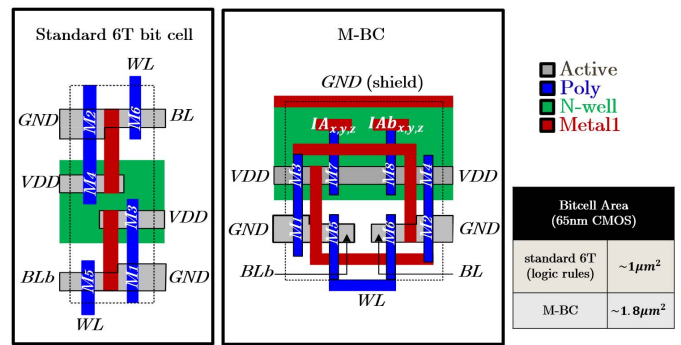 Standard 6T bit cell
WL
GND
M2
M6
BL
VDD
M4
M3
VDD
BLb
M5
M1
GND
WL
M-BC
GND (shield)
IAx,y,z
IAbx,y,z
VDD
M3
M7
M8
M4
VDD
GND
M1
M5
M6
M2
GND
BLb
BL
WL
Active
Poly
N-well
Metal1
Bitcell Area
(65nm CMOS)
standard 6T
(logic rules)
~1μm²
M-BC
~1.8μm²